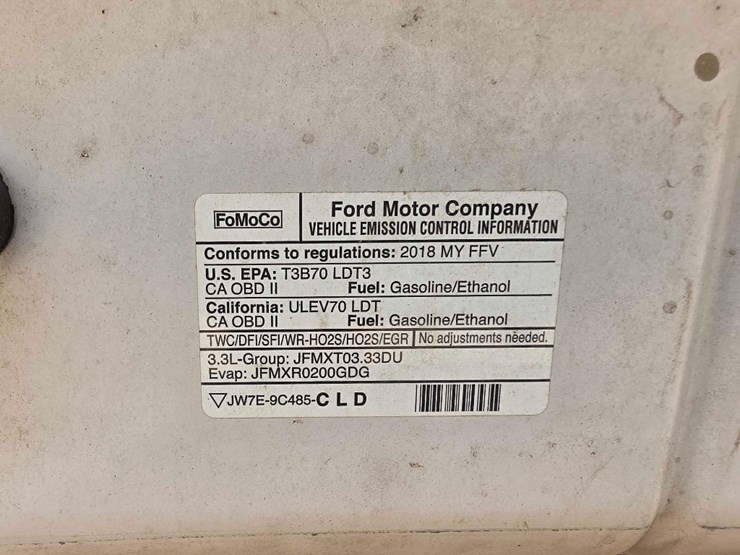 FoMoCo
Ford Motor Company
VEHICLE EMISSION CONTROL INFORMATION
Conforms to regulations: 2018 MY FFV
U.S. EPA: T3B70 LDT3
CA OBD II Fuel: Gasoline/Ethanol
California: ULEV70 LDT
CA OBD II Fuel: Gasoline/Ethanol
TWC/DFI/SFI/WR-HO2S/HO2S/EGR No adjustments needed.
3.3L-Group: JFMXT03.33DU
Evap: JFMXR0200GDG
JW7E-9C485-C L D